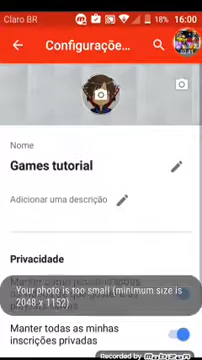 Claro BR 18% 16:00
Configuraçõe...
Nome
Games tutorial
Adicionar uma descrição
Privacidade
Your photo is too small (minimum size is
2048 x 1152)
Manter todas as minhas
inscrições privadas
Recorded by